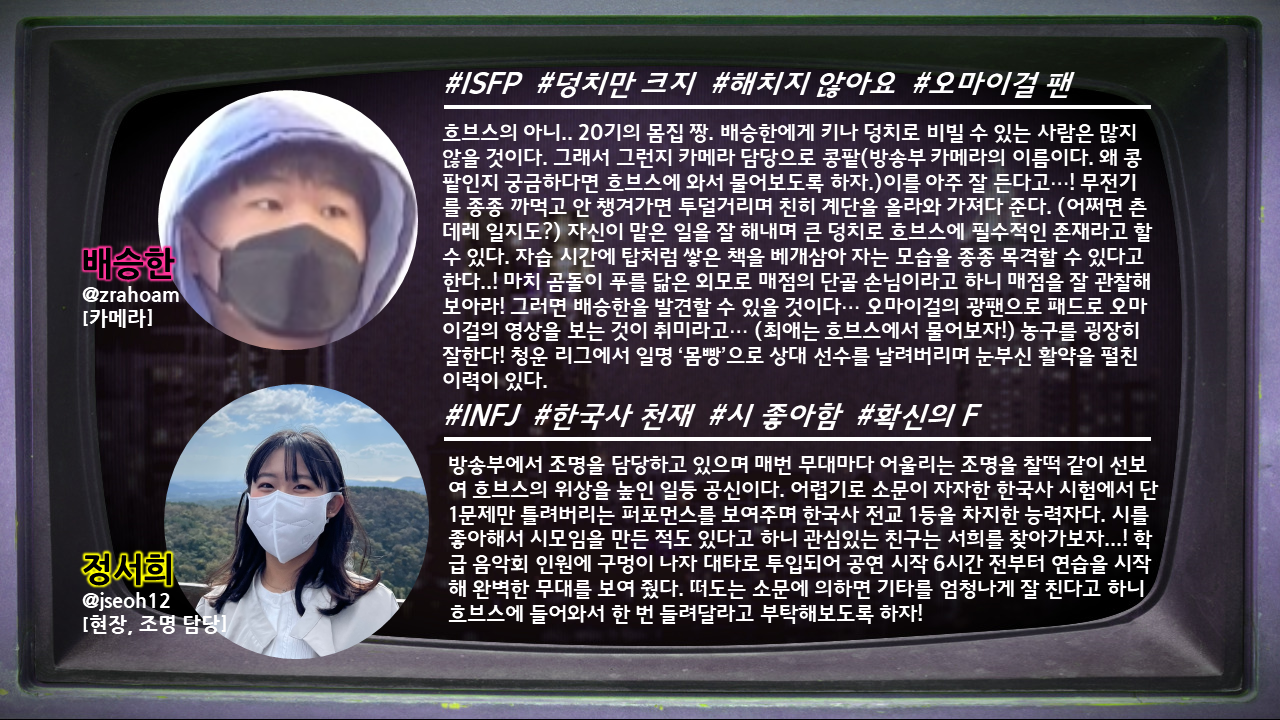 #ISFP #덩치만 크지 #해치지 않아요 #오마이걸 팬
흐브스의 아니.. 20기의 몸집 짱. 배승한에게 키나 덩치로 비빌 수 있는 사람은 많지
않을 것이다. 그래서 그런지 카메라 담당으로 콩팥(방송부 카메라의 이름이다. 왜 콩
팥인지 궁금하다면 흐브스에 와서 물어보도록 하자.)이를 아주 잘 든다고…! 무전기
를 종종 까먹고 안 챙겨가면 투덜거리며 친히 계단을 올라와 가져다 준다. (어쩌면 츤
데레 일지도?) 자신이 맡은 일을 잘 해내며 큰 덩치로 흐브스에 필수적인 존재라고 할
수 있다. 자습 시간에 탑처럼 쌓은 책을 베개삼아 자는 모습을 종종 목격할 수 있다고
한다..! 마치 곰돌이 푸를 닮은 외모로 매점의 단골 손님이라고 하니 매점을 잘 관찰해
보아라! 그러면 배승한을 발견할 수 있을 것이다… 오마이걸의 광팬으로 패드로 오마
이걸의 영상을 보는 것이 취미라고… (최애는 흐브스에서 물어보자!) 농구를 굉장히
잘한다! 청운 리그에서 일명 ‘몸빵’으로 상대 선수를 날려버리며 눈부신 활약을 펼친
이력이 있다.
배승한
@zrahoam
[카메라]
#INFJ #한국사 천재 #시 좋아함 #확신의 F
방송부에서 조명을 담당하고 있으며 매번 무대마다 어울리는 조명을 찰떡 같이 선보
여 흐브스의 위상을 높인 일등 공신이다. 어렵기로 소문이 자자한 한국사 시험에서 단
1문제만 틀려버리는 퍼포먼스를 보여주며 한국사 전교 1등을 차지한 능력자다. 시를
좋아해서 시모임을 만든 적도 있다고 하니 관심있는 친구는 서희를 찾아가보자...! 학
급 음악회 인원에 구멍이 나자 대타로 투입되어 공연 시작 6시간 전부터 연습을 시작
해 완벽한 무대를 보여 줬다. 떠도는 소문에 의하면 기타를 엄청나게 잘 친다고 하니
흐브스에 들어와서 한 번 들려달라고 부탁해보도록 하자!
정서희
@jseoh12
[현장, 조명 담당]